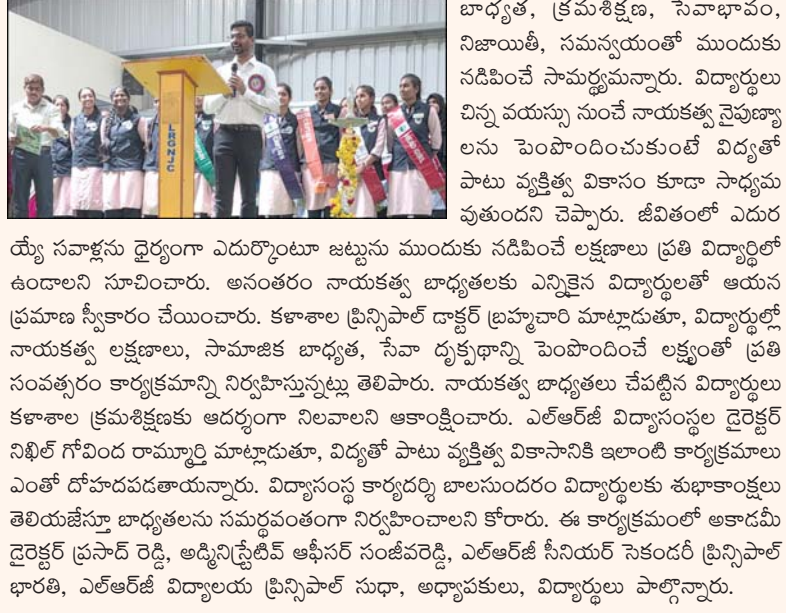 బాధ్యత, క్రమశిక్షణ, సేవాభావం,
నిజాయితీ, సమన్వయంతో ముందుకు
నడిపించే సామర్థ్యమన్నారు. విద్యార్థులు
చిన్న వయస్సు నుంచే నాయకత్వ నైపుణ్యా
లను పెంపొందించుకుంటే విద్యతో
పాటు వ్యక్తిత్వ వికాసం కూడా సాధ్యమ
వుతుందని చెప్పారు. జీవితంలో ఎదుర
య్యే సవాళ్లను ధైర్యంగా ఎదుర్కొంటూ జట్టును ముందుకు నడిపించే లక్షణాలు ప్రతి విద్యార్థిలో
ఉండాలని సూచించారు. అనంతరం నాయకత్వ బాధ్యతలకు ఎన్నికైన విద్యార్థులతో ఆయన
ప్రమాణ స్వీకారం చేయించారు. కళాశాల ప్రిన్సిపాల్ డాక్టర్ బ్రహ్మచారి మాట్లాడుతూ, విద్యార్థుల్లో
నాయకత్వ లక్షణాలు, సామాజిక బాధ్యత, సేవా దృక్పథాన్ని పెంపొందించే లక్ష్యంతో ప్రతి
సంవత్సరం కార్యక్రమాన్ని నిర్వహిస్తున్నట్లు తెలిపారు. నాయకత్వ బాధ్యతలు చేపట్టిన విద్యార్థులు
కళాశాల క్రమశిక్షణకు ఆదర్శంగా నిలవాలని ఆకాంక్షించారు. ఎల్ఆర్‌జీ విద్యాసంస్థల డైరెక్టర్
నిఖిల్ గోవింద రామ్మూర్తి మాట్లాడుతూ, విద్యతో పాటు వ్యక్తిత్వ వికాసానికి ఇలాంటి కార్యక్రమాలు
ఎంతో దోహదపడతాయన్నారు. విద్యాసంస్థ కార్యదర్శి బాలసుందరం విద్యార్థులకు శుభాకాంక్షలు
తెలియజేస్తూ బాధ్యతలను సమర్థవంతంగా నిర్వహించాలని కోరారు. ఈ కార్యక్రమంలో అకాడమీ
డైరెక్టర్ ప్రసాద్ రెడ్డి, అడ్మినిస్ట్రేటివ్ ఆఫీసర్ సంజీవరెడ్డి, ఎల్ఆర్‌జీ సీనియర్ సెకండరీ ప్రిన్సిపాల్
భారతి, ఎల్ఆర్‌జీ విద్యాలయ ప్రిన్సిపాల్ సుధా, అధ్యాపకులు, విద్యార్థులు పాల్గొన్నారు.
LRGNJC